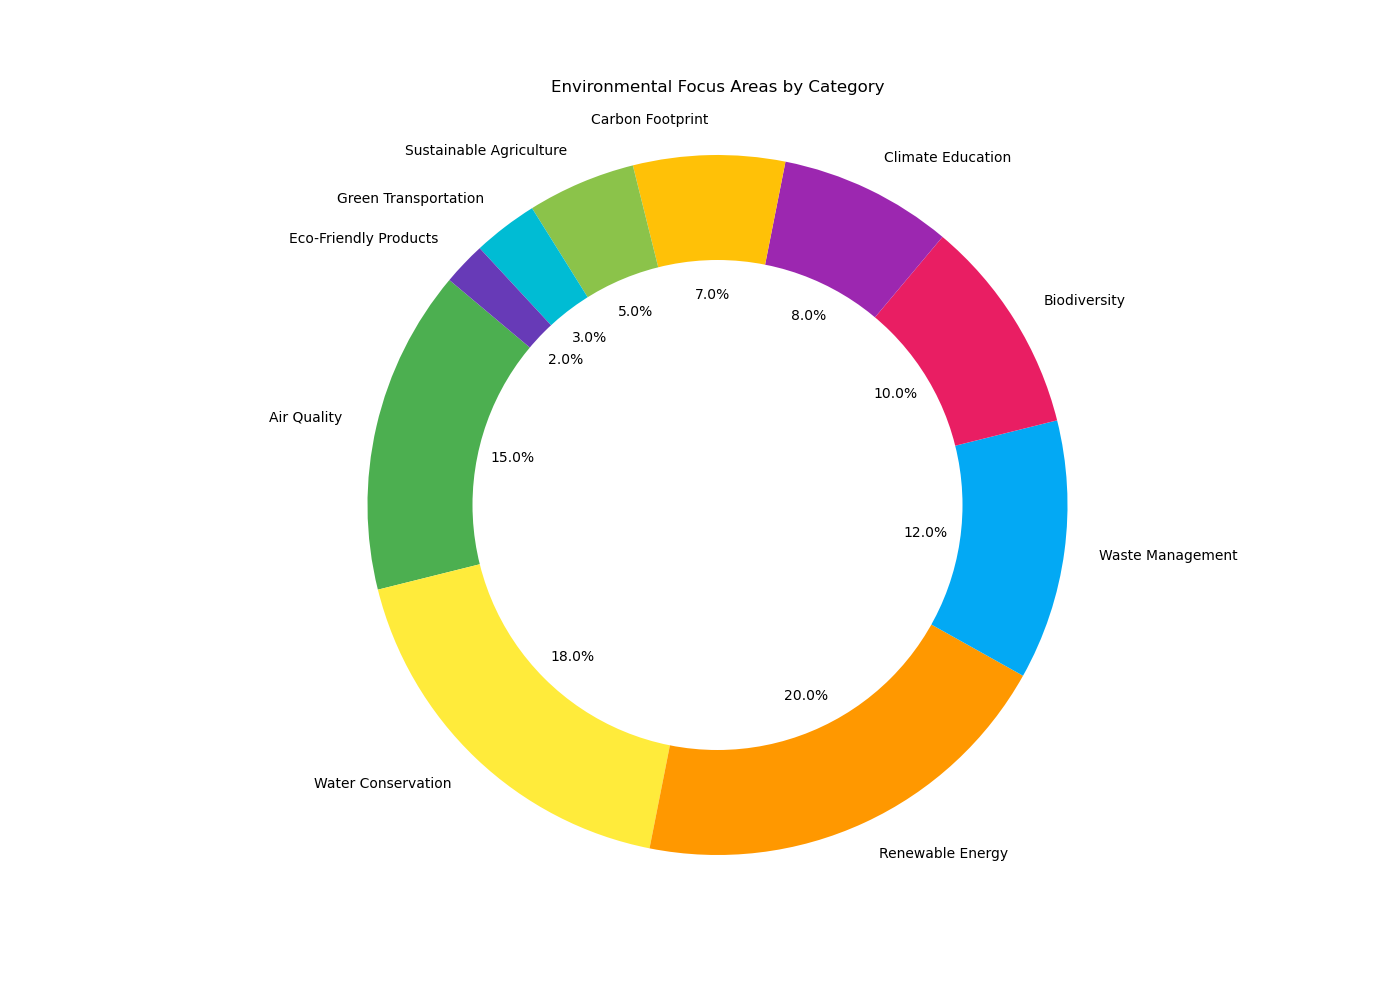 Environmental Focus Areas by Category
Carbon Footprint
Sustainable Agriculture
Climate Education
Green Transportation
Eco-Friendly Products
Biodiversity
7.0%
5.0%
8.0%
3.0%
2.0%
10.0%
Air Quality
15.0%
12.0%
Waste Management
18.0%
20.0%
Water Conservation
Renewable Energy